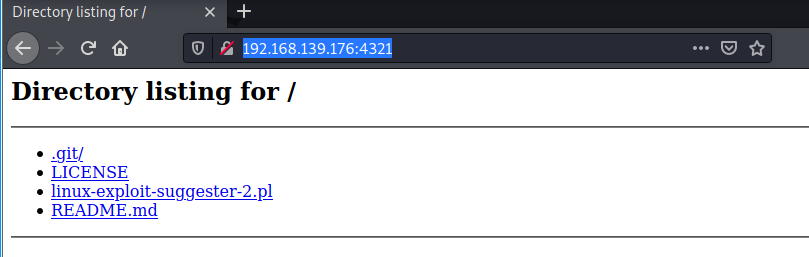 Directory listing for /
192.168.139.176:4321
Directory listing for /
.git/
LICENSE
linux-exploit-suggester-2.pl
README.md